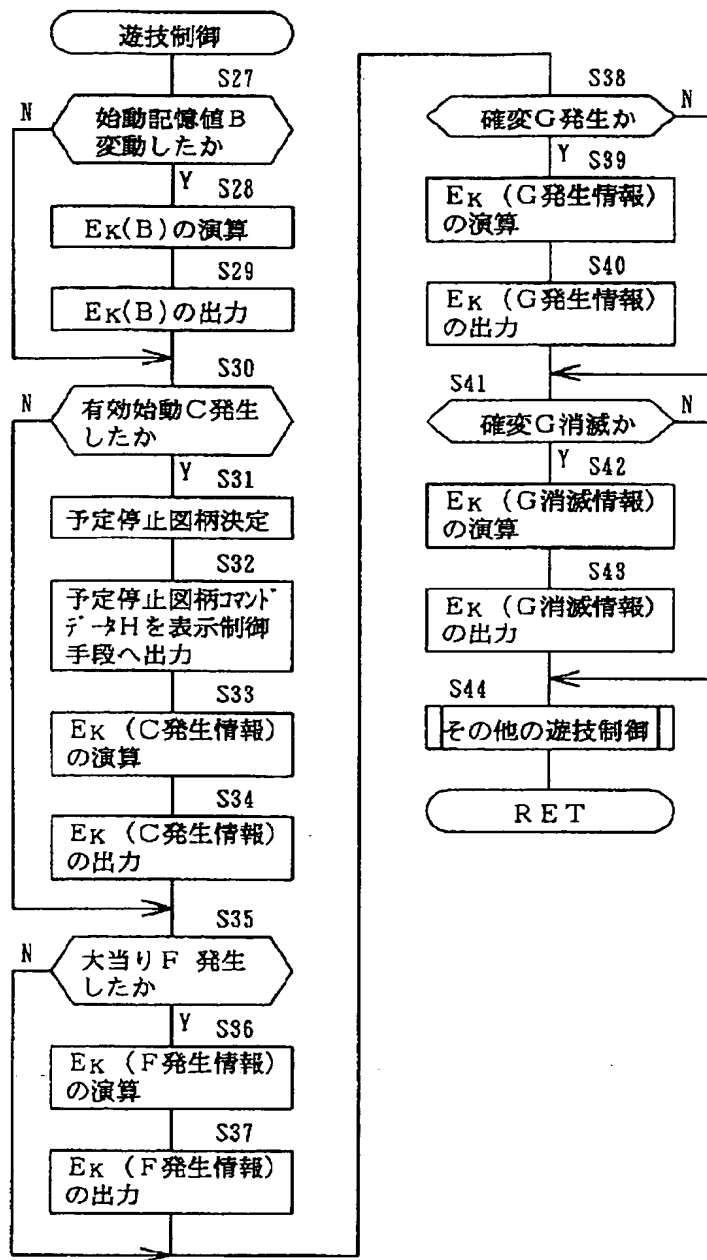 遊技制御
S27
N
始動記憶値B
変動したか
Y
S28
EK(B)の演算
S29
EK(B)の出力
S30
N
有効始動C発生
したか
Y
S31
予定停止図柄決定
S32
予定停止図柄ｺﾏﾝﾄﾞ
ﾃﾞｰﾀHを表示制御
手段へ出力
S33
EK (C発生情報)
の演算
S34
EK (C発生情報)
の出力
S35
N
大当りF 発生
したか
Y
S36
EK (F発生情報)
の演算
S37
EK (F発生情報)
の出力
S38
N
確変G発生か
Y
S39
EK (G発生情報)
の演算
S40
EK (G発生情報)
の出力
S41
N
確変G消滅か
Y
S42
EK (G消滅情報)
の演算
S43
EK (G消滅情報)
の出力
S44
その他の遊技制御
RET